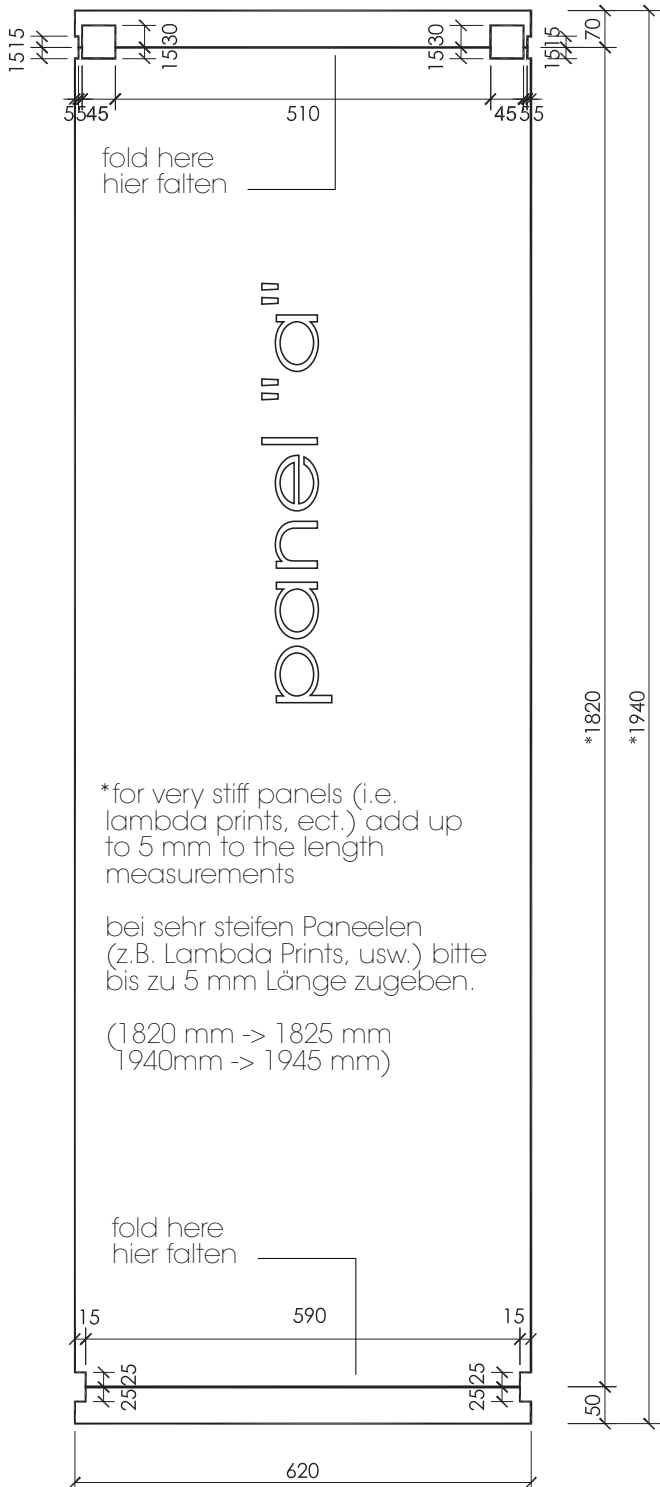 1515
1530
1530
1515
70
5545
510
4555
fold here
hier falten
panel "a"
*1820
*1940
*for very stiff panels (i.e.
lambda prints, ect.) add up
to 5 mm to the length
measurements
bei sehr steifen Paneelen
(z.B. Lambda Prints, usw.) bitte
bis zu 5 mm Länge zugeben.
(1820 mm -> 1825 mm
1940mm -> 1945 mm)
fold here
hier falten
15
590
15
2525
2525
50
620